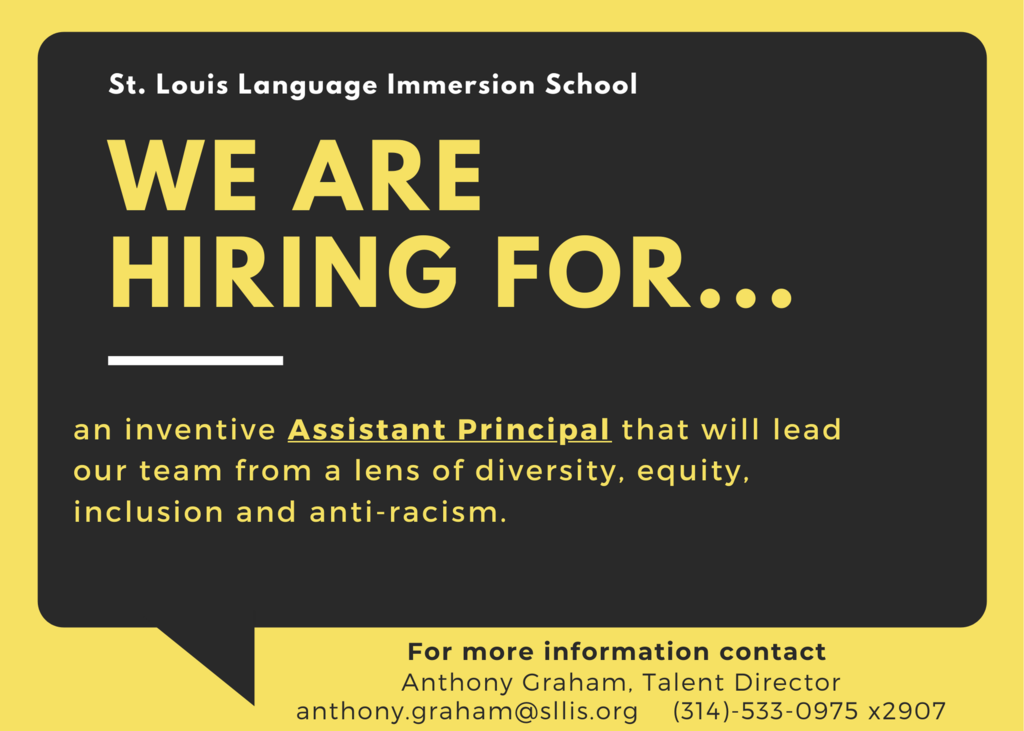 St. Louis Language Immersion School
WE ARE
HIRING FOR...
an inventive Assistant Principal that will lead
our team from a lens of diversity, equity,
inclusion and anti-racism.
For more information contact
Anthony Graham, Talent Director
anthony.graham@sllis.org (314)-533-0975 x2907